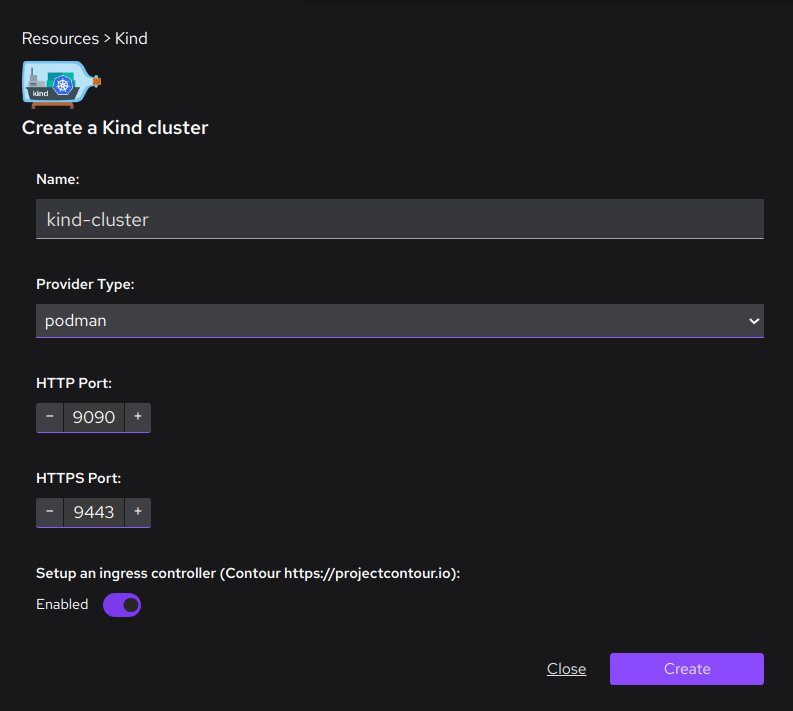 Resources > Kind
kind
Create a Kind cluster
Name:
kind-cluster
Provider Type:
podman
HTTP Port:
− 9090 +
HTTPS Port:
− 9443 +
Setup an ingress controller (Contour https://projectcontour.io):
Enabled
Close Create